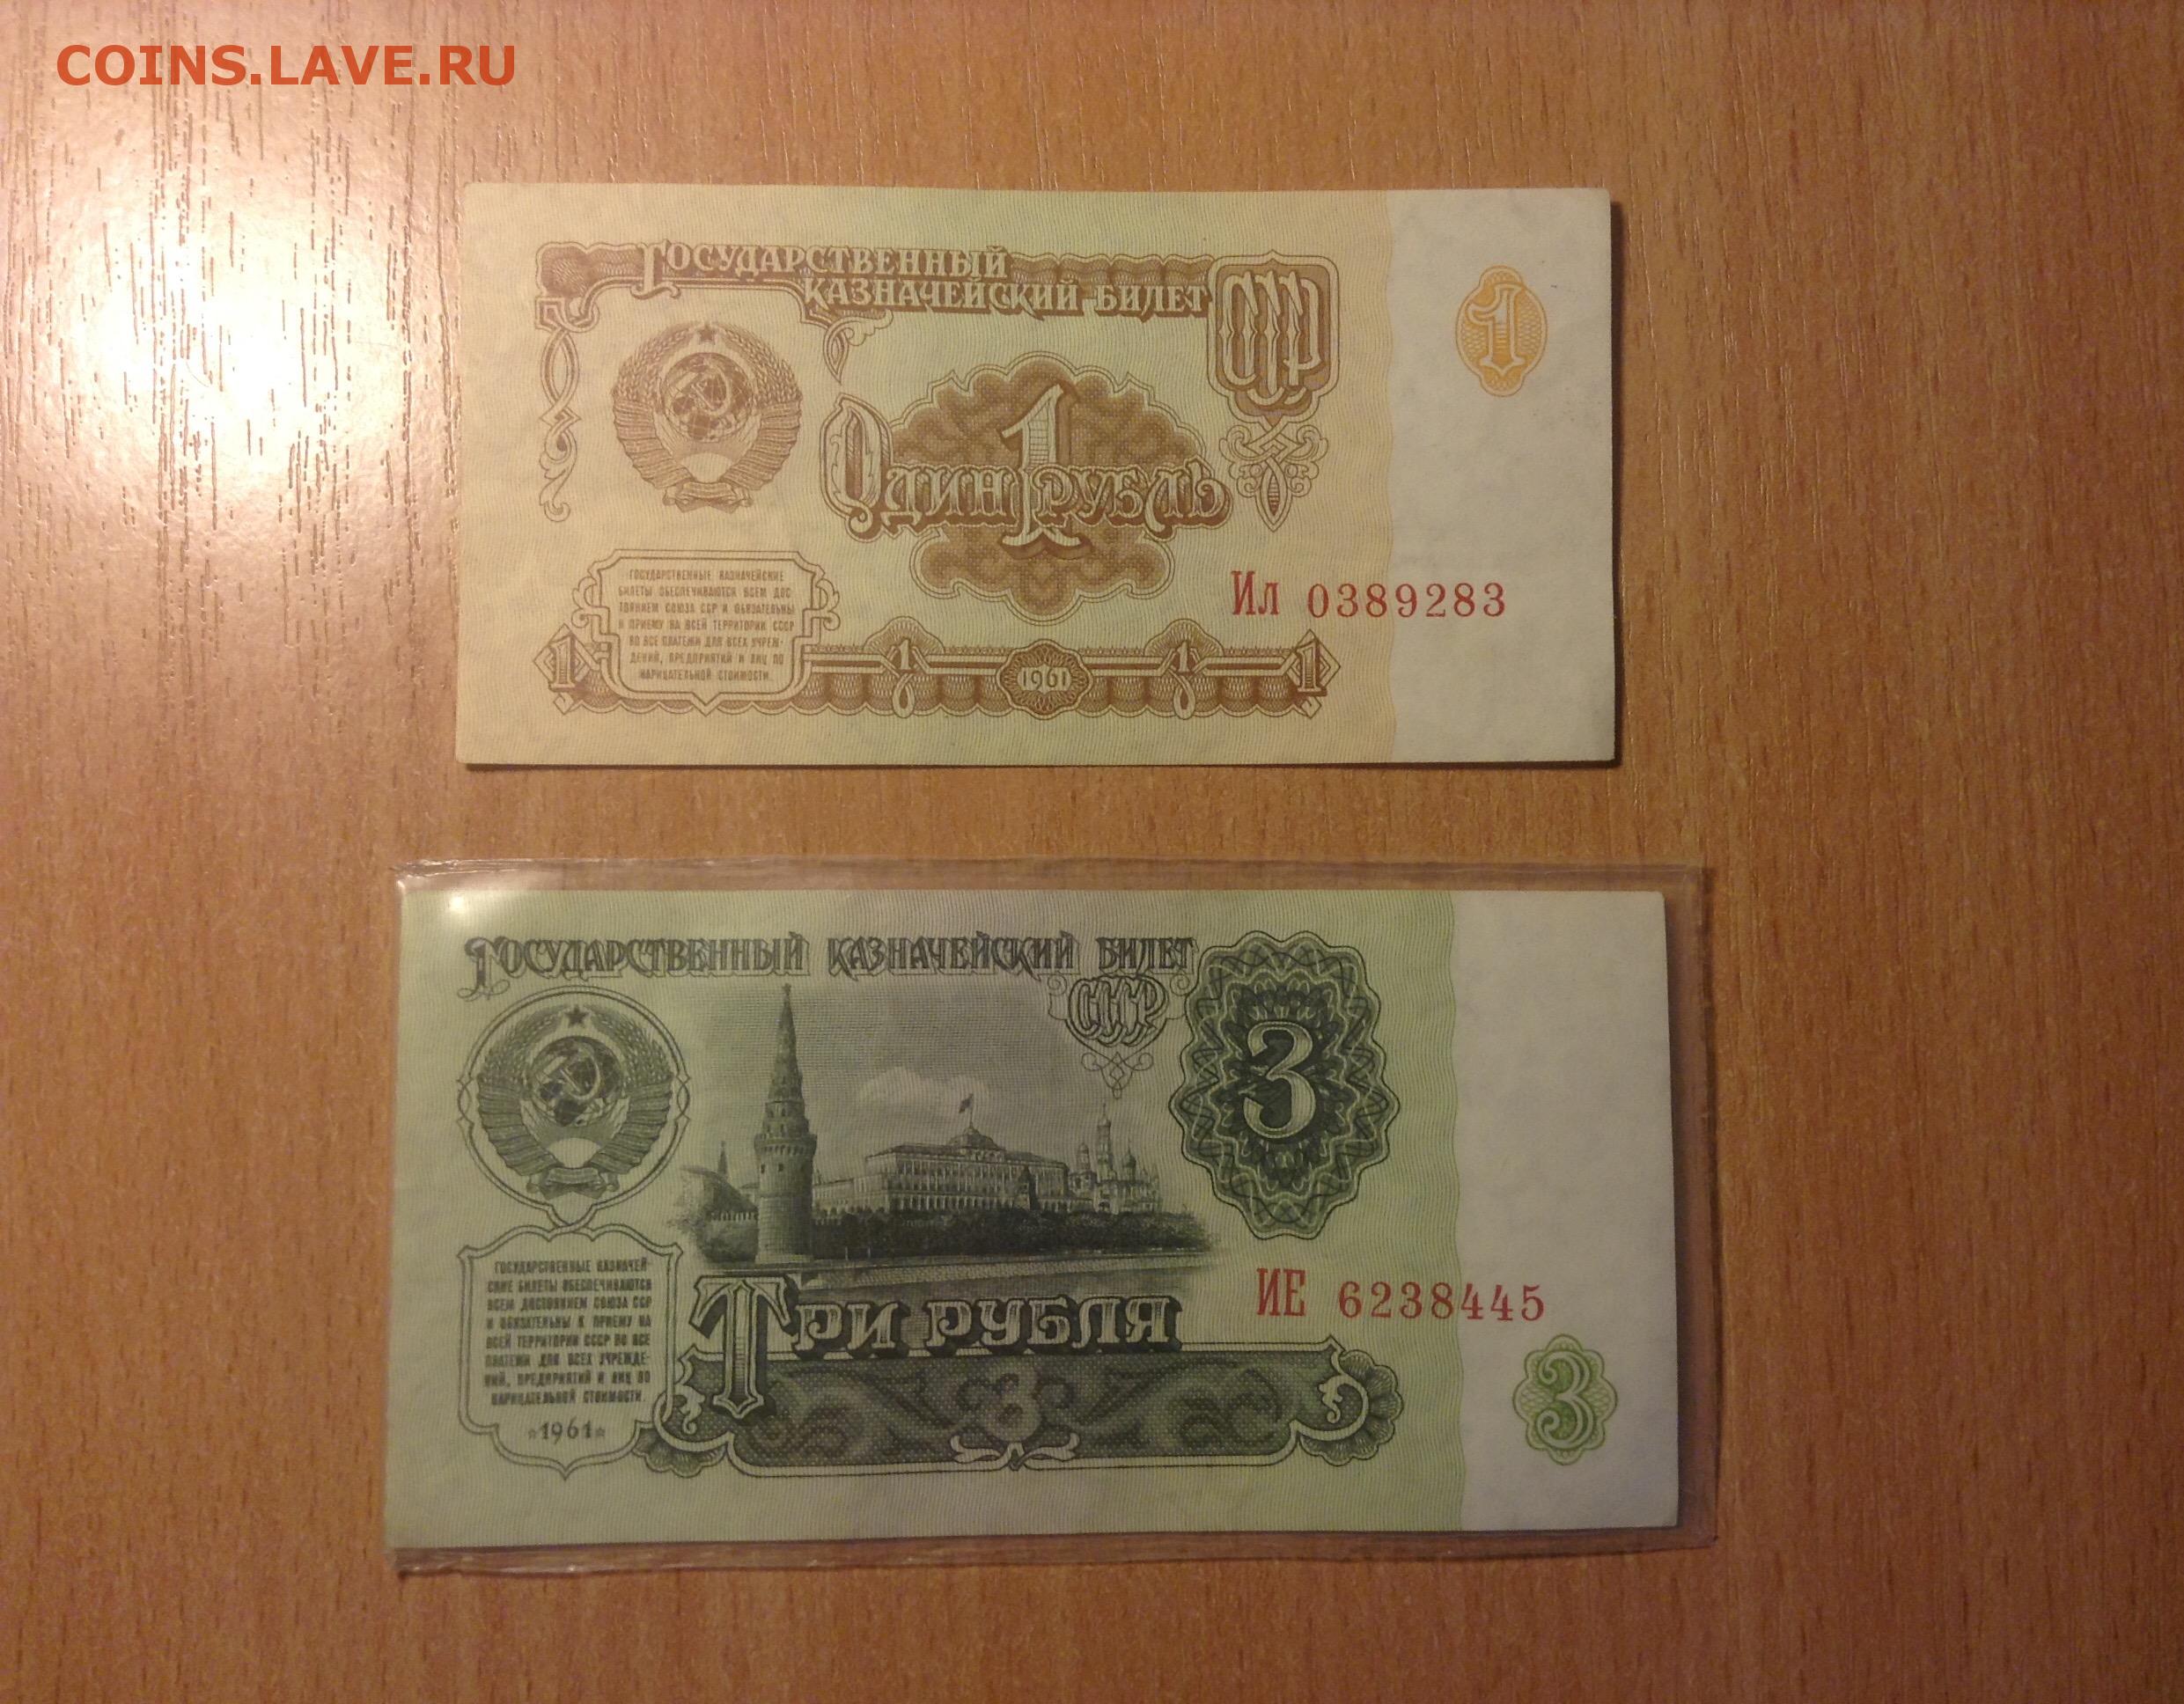 COINS.LAVE.RU
ГОСУДАРСТВЕННЫЙ
КАЗНАЧЕЙСКИЙ БИЛЕТ
СССР
1
1
ОДИН РУБЛЬ
ГОСУДАРСТВЕННЫЕ КАЗНАЧЕЙСКИЕ
БИЛЕТЫ ОБЕСПЕЧИВАЮТСЯ ВСЕМ ДОС
ТОЯНИЕМ СОЮЗА ССР И ОБЯЗАТЕЛЬНЫ
К ПРИЕМУ НА ВСЕЙ ТЕРРИТОРИИ СССР
ВО ВСЕ ПЛАТЕЖИ ДЛЯ ВСЕХ УЧРЕЖ-
ДЕНИЙ, ПРЕДПРИЯТИЙ И ЛИЦ ПО
НАРИЦАТЕЛЬНОЙ СТОИМОСТИ.
Ил 0389283
1 1 1961 1 1
ГОСУДАРСТВЕННЫЙ КАЗНАЧЕЙСКИЙ БИЛЕТ
СССР
3
ГОСУДАРСТВЕННЫЕ КАЗНАЧЕЙ-
СКИЕ БИЛЕТЫ ОБЕСПЕЧИВАЮТСЯ
ВСЕМ ДОСТОЯНИЕМ СОЮЗА ССР
И ОБЯЗАТЕЛЬНЫ К ПРИЕМУ НА
ВСЕЙ ТЕРРИТОРИИ СССР ВО ВСЕ
ПЛАТЕЖИ ДЛЯ ВСЕХ УЧРЕЖДЕ-
НИЙ, ПРЕДПРИЯТИЙ И ЛИЦ ПО
НАРИЦАТЕЛЬНОЙ СТОИМОСТИ
*1961*
ТРИ РУБЛЯ
ИЕ 6238445
3
3